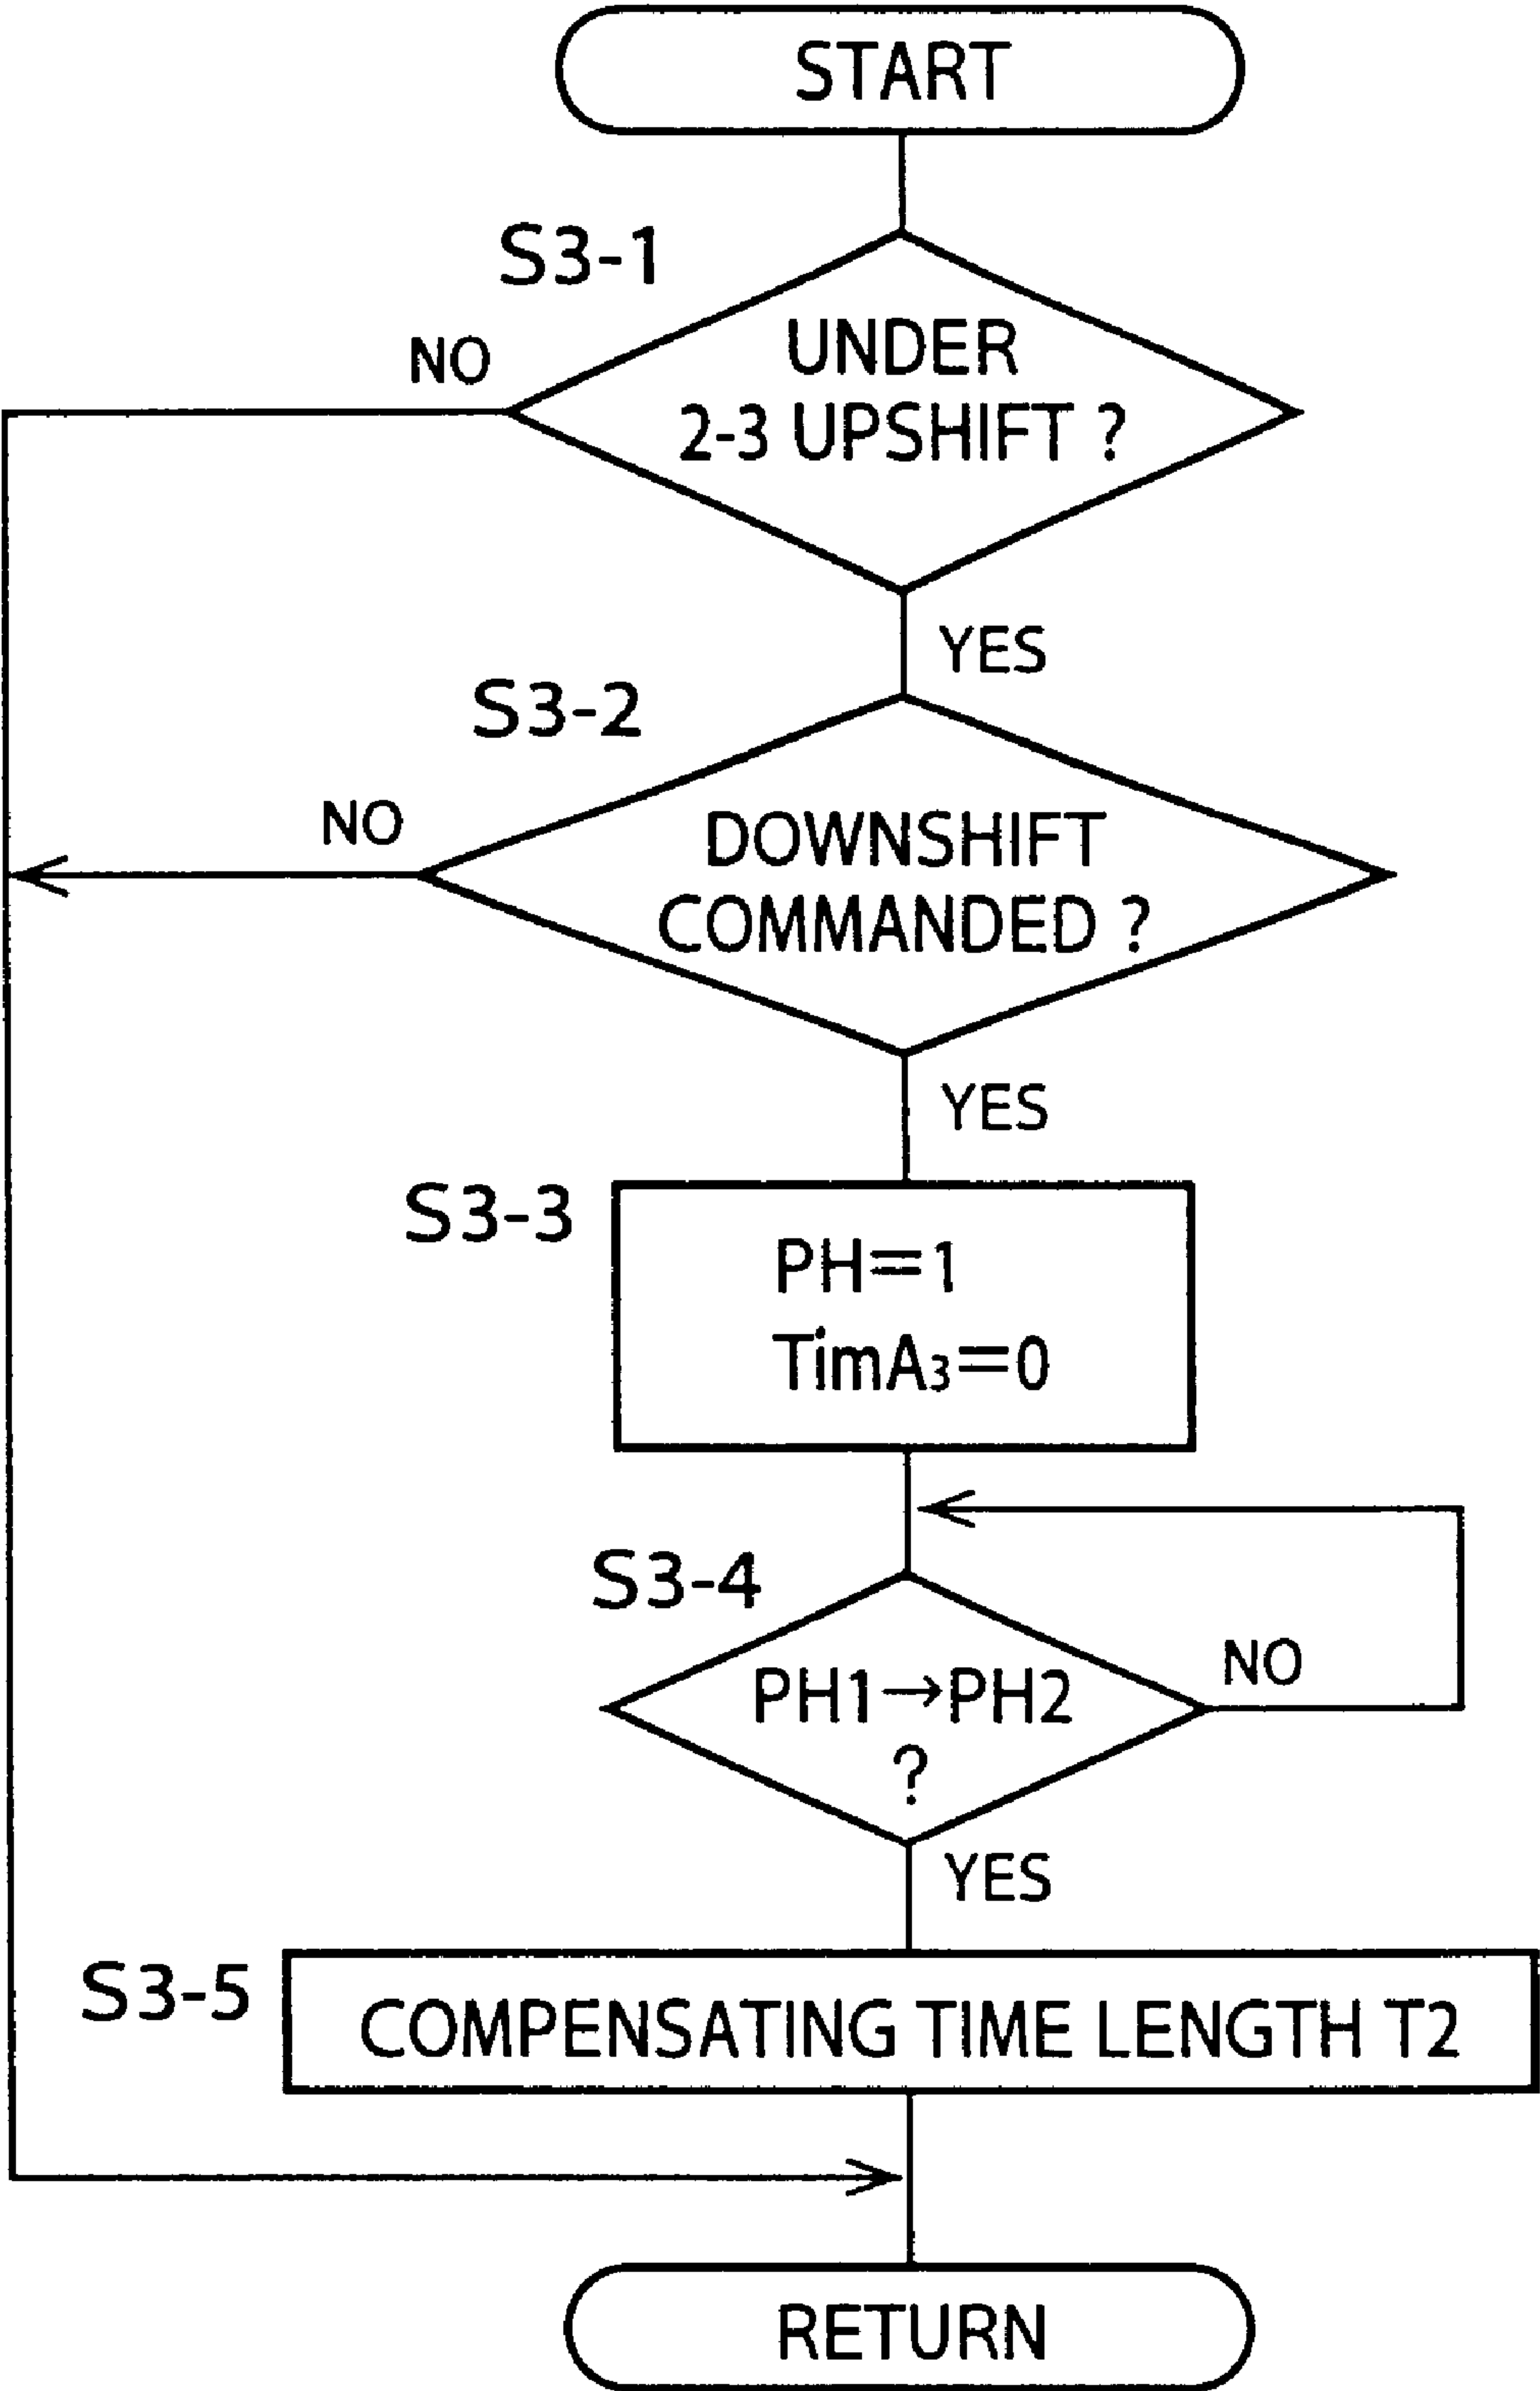 START
S3-1
NO
UNDER
2-3 UPSHIFT ?
YES
S3-2
NO
DOWNSHIFT
COMMANDED ?
YES
S3-3
PH=1
TimA₃=0
S3-4
NO
PH1→PH2
?
YES
S3-5
COMPENSATING TIME LENGTH T2
RETURN